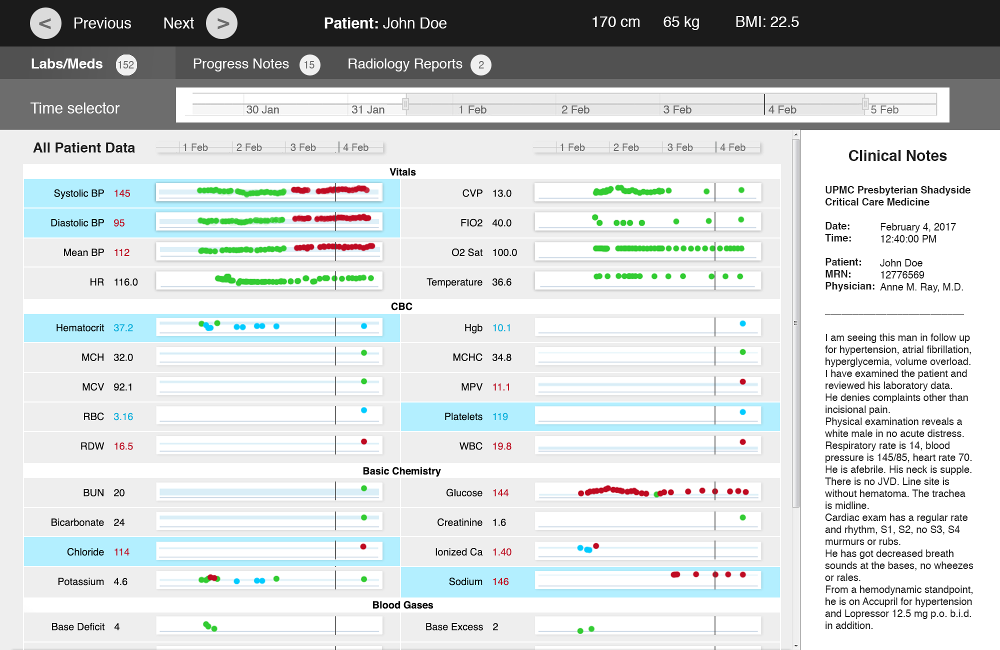 < Previous Next > Patient: John Doe 170 cm 65 kg BMI: 22.5
Labs/Meds 152 Progress Notes 15 Radiology Reports 2
Time selector 30 Jan 31 Jan 1 Feb 2 Feb 3 Feb 4 Feb 5 Feb
All Patient Data 1 Feb 2 Feb 3 Feb 4 Feb 1 Feb 2 Feb 3 Feb 4 Feb
Vitals
Systolic BP 145 CVP 13.0
Diastolic BP 95 FIO2 40.0
Mean BP 112 O2 Sat 100.0
HR 116.0 Temperature 36.6
CBC
Hematocrit 37.2 Hgb 10.1
MCH 32.0 MCHC 34.8
MCV 92.1 MPV 11.1
RBC 3.16 Platelets 119
RDW 16.5 WBC 19.8
Basic Chemistry
BUN 20 Glucose 144
Bicarbonate 24 Creatinine 1.6
Chloride 114 Ionized Ca 1.40
Potassium 4.6 Sodium 146
Blood Gases
Base Deficit 4 Base Excess 2
Clinical Notes
UPMC Presbyterian Shadyside
Critical Care Medicine
Date: February 4, 2017
Time: 12:40:00 PM
Patient: John Doe
MRN: 12776569
Physician: Anne M. Ray, M.D.
I am seeing this man in follow up
for hypertension, atrial fibrillation,
hyperglycemia, volume overload.
I have examined the patient and
reviewed his laboratory data.
He denies complaints other than
incisional pain.
Physical examination reveals a
white male in no acute distress.
Respiratory rate is 14, blood
pressure is 145/85, heart rate 70.
He is afebrile. His neck is supple.
There is no JVD. Line site is
without hematoma. The trachea
is midline.
Cardiac exam has a regular rate
and rhythm, S1, S2, no S3, S4
murmurs or rubs.
He has got decreased breath
sounds at the bases, no wheezes
or rales.
From a hemodynamic standpoint,
he is on Accupril for hypertension
and Lopressor 12.5 mg p.o. b.i.d.
in addition.